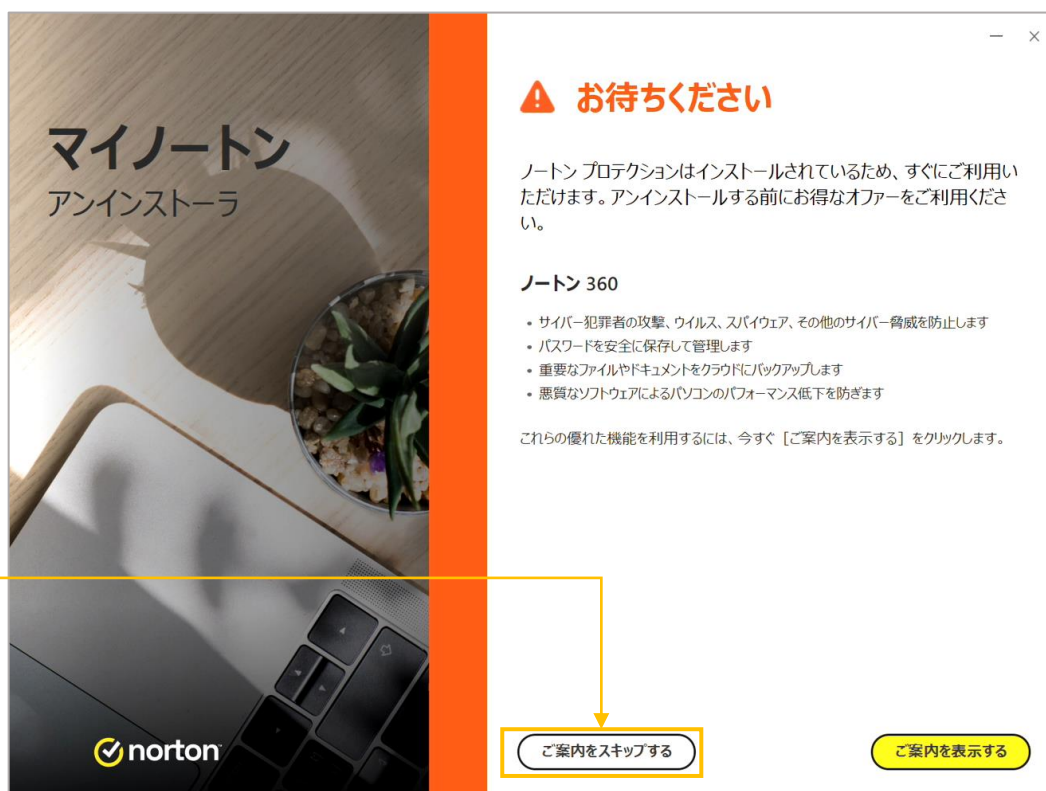 マイノートン
アンインストーラ
お待ちください
ノートン プロテクションはインストールされているため、すぐにご利用い
ただけます。アンインストールする前にお得なオファーをご利用くださ
い。
ノートン 360
• サイバー犯罪者の攻撃、ウイルス、スパイウェア、その他のサイバー脅威を防止します
• パスワードを安全に保存して管理します
• 重要なファイルやドキュメントをクラウドにバックアップします
• 悪質なソフトウェアによるパソコンのパフォーマンス低下を防ぎます
これらの優れた機能を利用するには、今すぐ [ご案内を表示する] をクリックします。
norton
ご案内をスキップする
ご案内を表示する